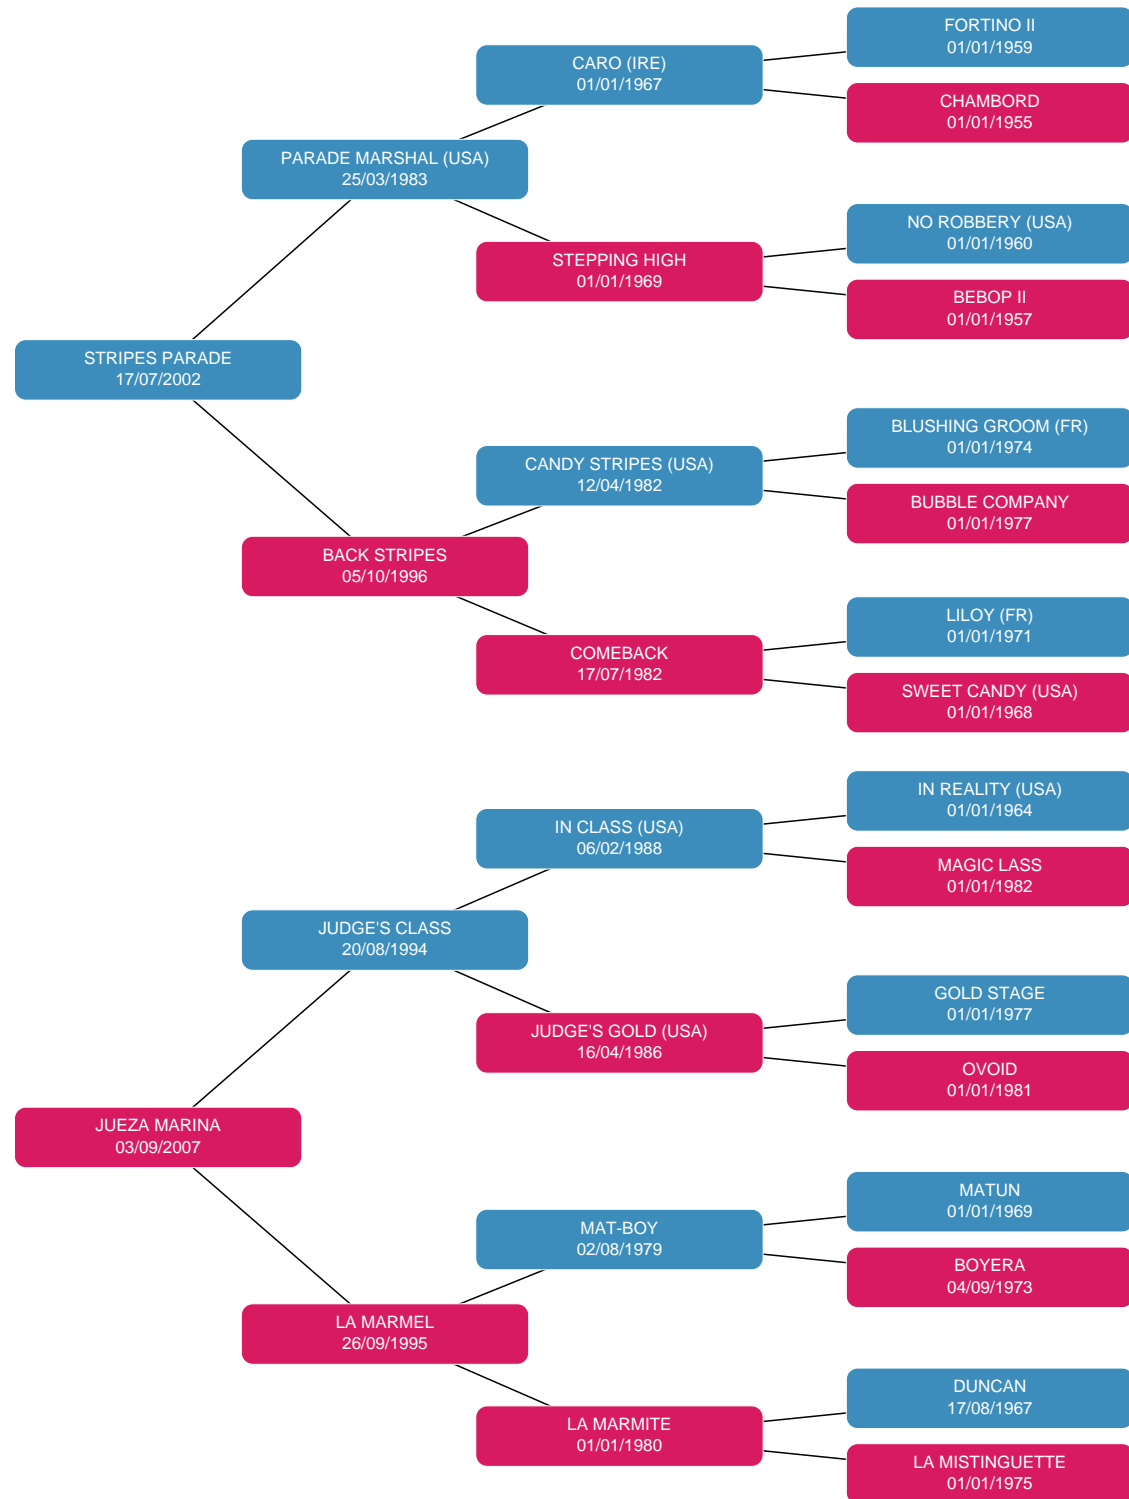 FORTINO II
01/01/1959
CARO (IRE)
01/01/1967
CHAMBORD
01/01/1955
PARADE MARSHAL (USA)
25/03/1983
NO ROBBERY (USA)
01/01/1960
STEPPING HIGH
01/01/1969
BEBOP II
01/01/1957
STRIPES PARADE
17/07/2002
BLUSHING GROOM (FR)
01/01/1974
CANDY STRIPES (USA)
12/04/1982
BUBBLE COMPANY
01/01/1977
BACK STRIPES
05/10/1996
LILOY (FR)
01/01/1971
COMEBACK
17/07/1982
SWEET CANDY (USA)
01/01/1968
IN REALITY (USA)
01/01/1964
IN CLASS (USA)
06/02/1988
MAGIC LASS
01/01/1982
JUDGE'S CLASS
20/08/1994
GOLD STAGE
01/01/1977
JUDGE'S GOLD (USA)
16/04/1986
OVOID
01/01/1981
JUEZA MARINA
03/09/2007
MATUN
01/01/1969
MAT-BOY
02/08/1979
BOYERA
04/09/1973
LA MARMEL
26/09/1995
DUNCAN
17/08/1967
LA MARMITE
01/01/1980
LA MISTINGUETTE
01/01/1975